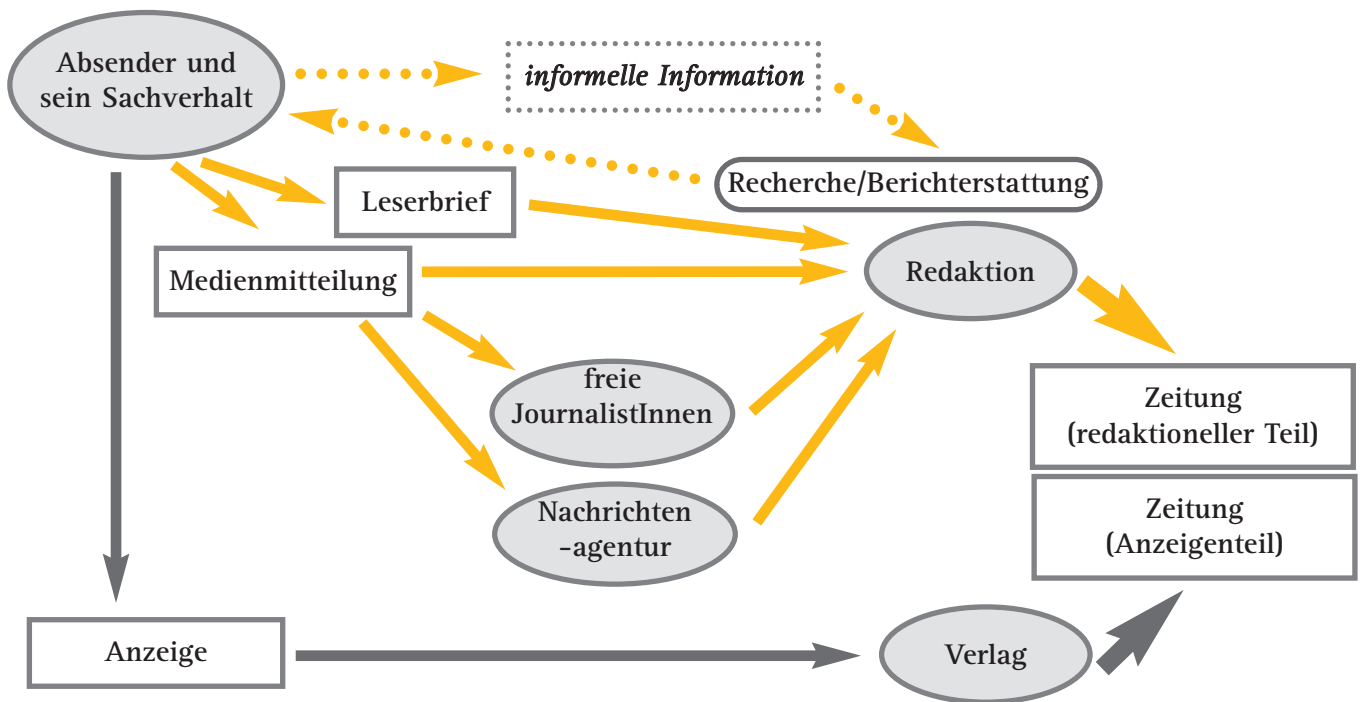 Absender und
sein Sachverhalt
informelle Information
Recherche/Berichterstattung
Leserbrief
Medienmitteilung
Redaktion
freie
JournalistInnen
Zeitung
(redaktioneller Teil)
Nachrichten
-agentur
Zeitung
(Anzeigenteil)
Anzeige
Verlag